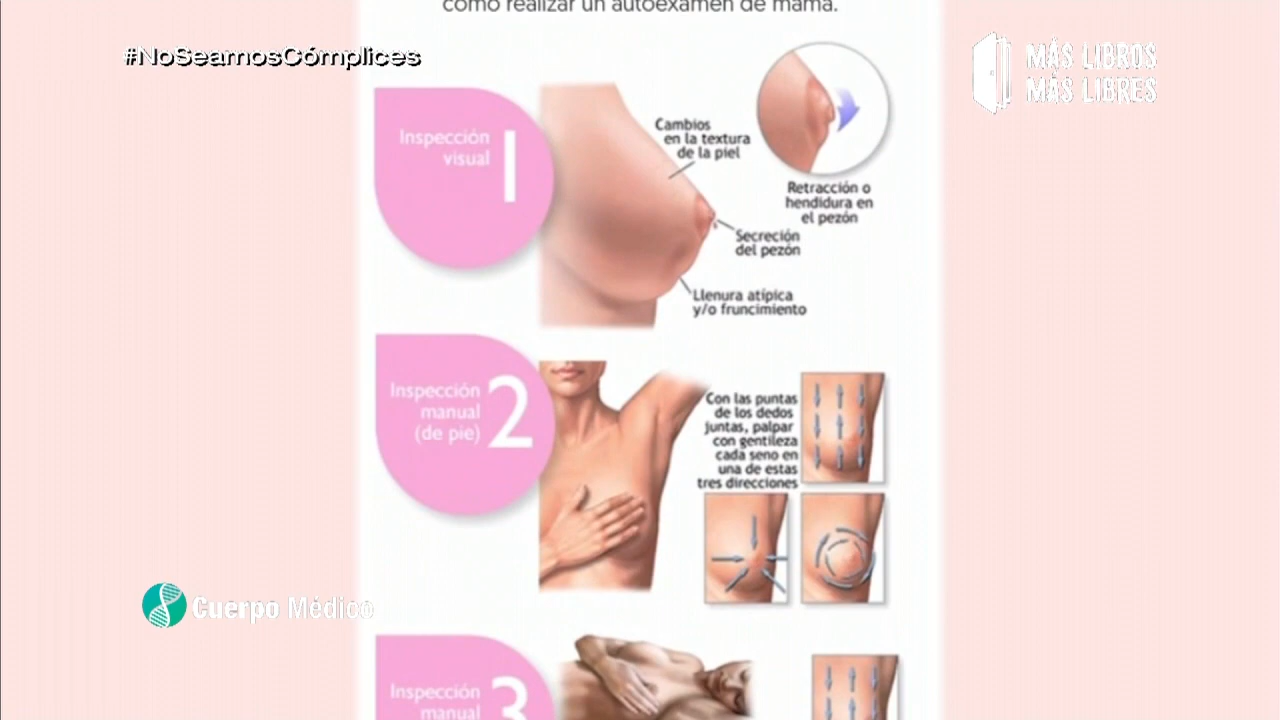 como realizar un autoexamen de mama.
#NoSeamosCómplices
MÁS LIBROS
MÁS LIBRES
Inspección
visual
1
Cambios
en la textura
de la piel
Retracción o
hendidura en
el pezón
Secreción
del pezón
Llenura atípica
y/o fruncimiento
Inspección
manual
(de pie)
2
Con las puntas
de los dedos
juntas, palpar
con gentileza
cada seno en
una de estas
tres direcciones
Cuerpo Médico
Inspección
manual
3